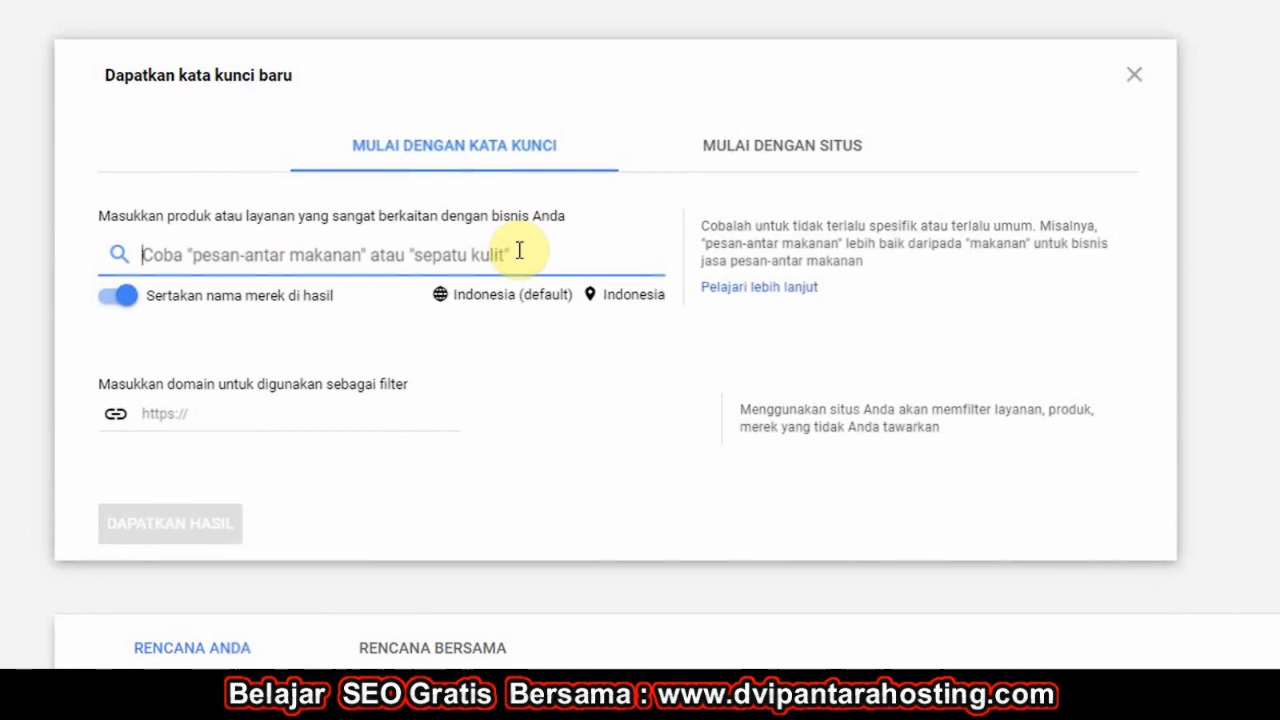 Dapatkan kata kunci baru
MULAI DENGAN KATA KUNCI
MULAI DENGAN SITUS
Masukkan produk atau layanan yang sangat berkaitan dengan bisnis Anda
Coba "pesan-antar makanan" atau "sepatu kulit"
Sertakan nama merek di hasil
Indonesia (default)
Indonesia
Cobalah untuk tidak terlalu spesifik atau terlalu umum. Misalnya,
"pesan-antar makanan" lebih baik daripada "makanan" untuk bisnis
jasa pesan-antar makanan
Pelajari lebih lanjut
Masukkan domain untuk digunakan sebagai filter
https://
Menggunakan situs Anda akan memfilter layanan, produk,
merek yang tidak Anda tawarkan
DAPATKAN HASIL
RENCANA ANDA
RENCANA BERSAMA
Belajar SEO Gratis Bersama : www.dvipantarahosting.com